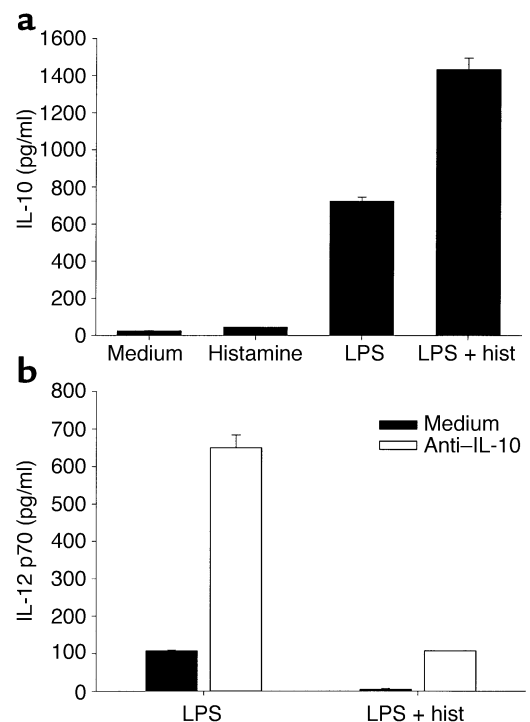 a
IL-10 (pg/ml)
1600
1400
1200
1000
800
600
400
200
0
Medium Histamine LPS LPS + hist
b
IL-12 p70 (pg/ml)
800
700
600
500
400
300
200
100
0
Medium
Anti–IL-10
LPS LPS + hist